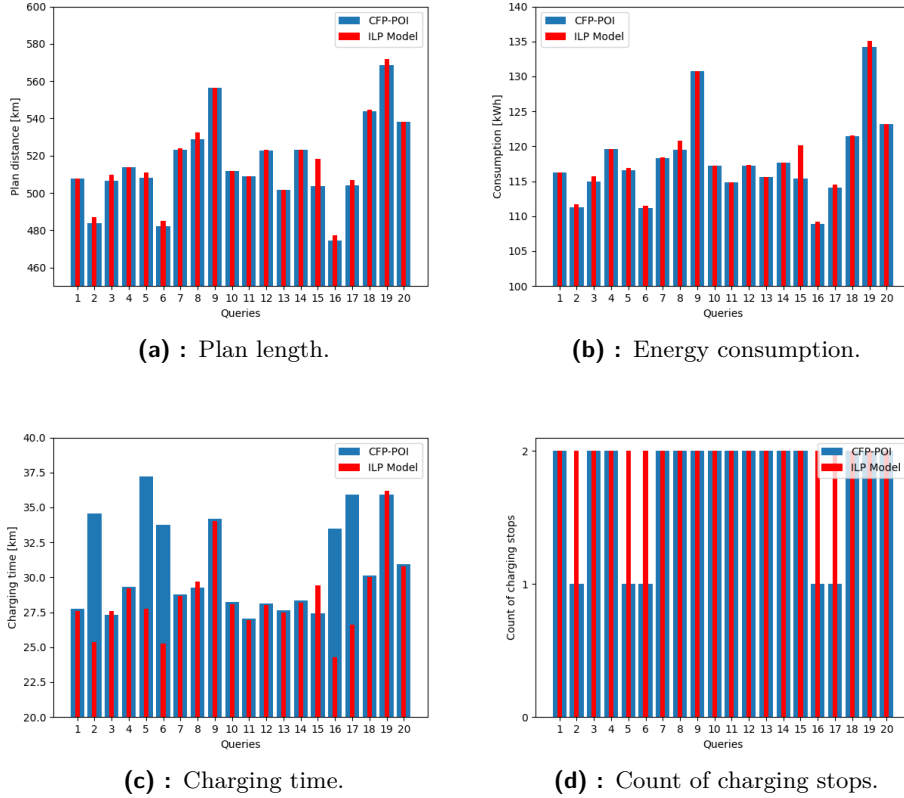 600
580
560
540
520
500
480
460
Plan distance [km]
CFP-POI
ILP Model
1 2 3 4 5 6 7 8 9 10 11 12 13 14 15 16 17 18 19 20
Queries
(a) : Plan length.
140
135
130
125
120
115
110
105
100
Consumption [kWh]
CFP-POI
ILP Model
1 2 3 4 5 6 7 8 9 10 11 12 13 14 15 16 17 18 19 20
Queries
(b) : Energy consumption.
40.0
37.5
35.0
32.5
30.0
27.5
25.0
22.5
20.0
Charging time [km]
CFP-POI
ILP Model
1 2 3 4 5 6 7 8 9 10 11 12 13 14 15 16 17 18 19 20
Queries
(c) : Charging time.
2
1
0
Count of charging stops
CFP-POI
ILP Model
1 2 3 4 5 6 7 8 9 10 11 12 13 14 15 16 17 18 19 20
Queries
(d) : Count of charging stops.